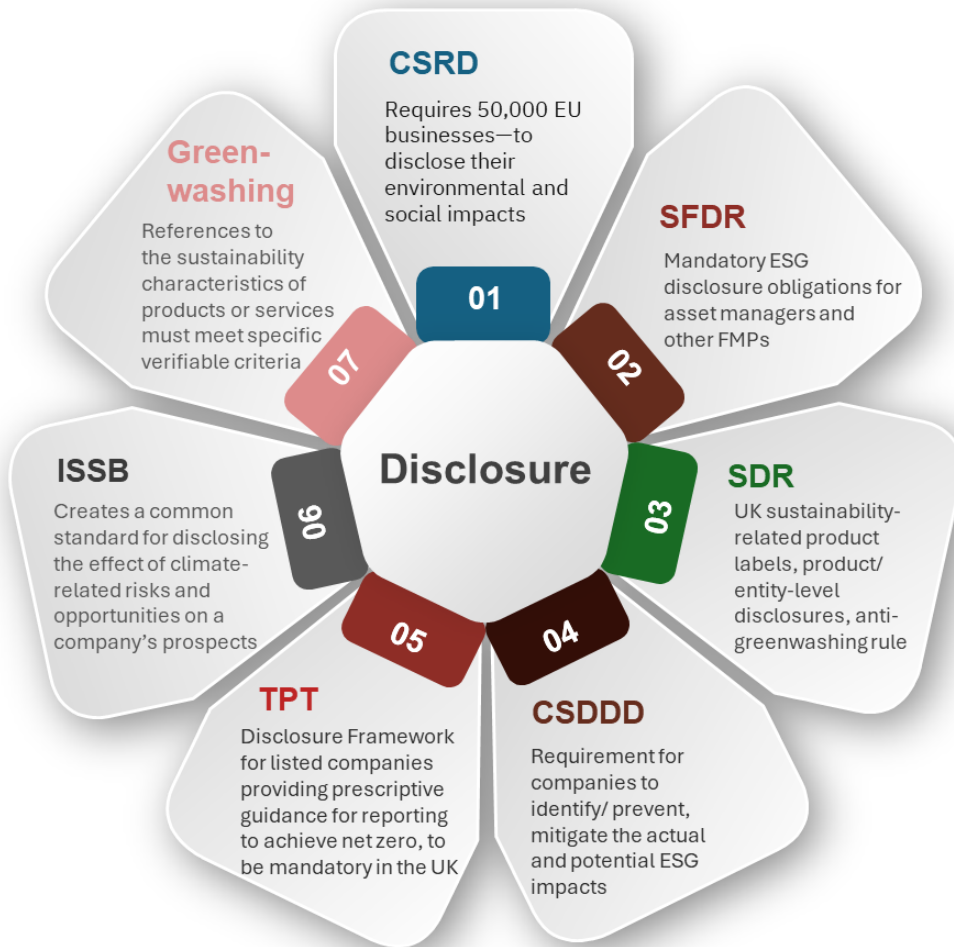 CSRD
Requires 50,000 EU
businesses—to
disclose their
environmental and
social impacts
01
SFDR
Mandatory ESG
disclosure obligations for
asset managers and
other FMPs
02
SDR
UK sustainability-
related product
labels, product/
entity-level
disclosures, anti-
greenwashing rule
03
CSDDD
Requirement for
companies to
identify/ prevent,
mitigate the actual
and potential ESG
impacts
04
TPT
Disclosure Framework
for listed companies
providing prescriptive
guidance for reporting
to achieve net zero, to
be mandatory in the UK
05
ISSB
Creates a common
standard for disclosing
the effect of climate-
related risks and
opportunities on a
company’s prospects
06
Green-
washing
References to
the sustainability
characteristics of
products or services
must meet specific
verifiable criteria
07
Disclosure